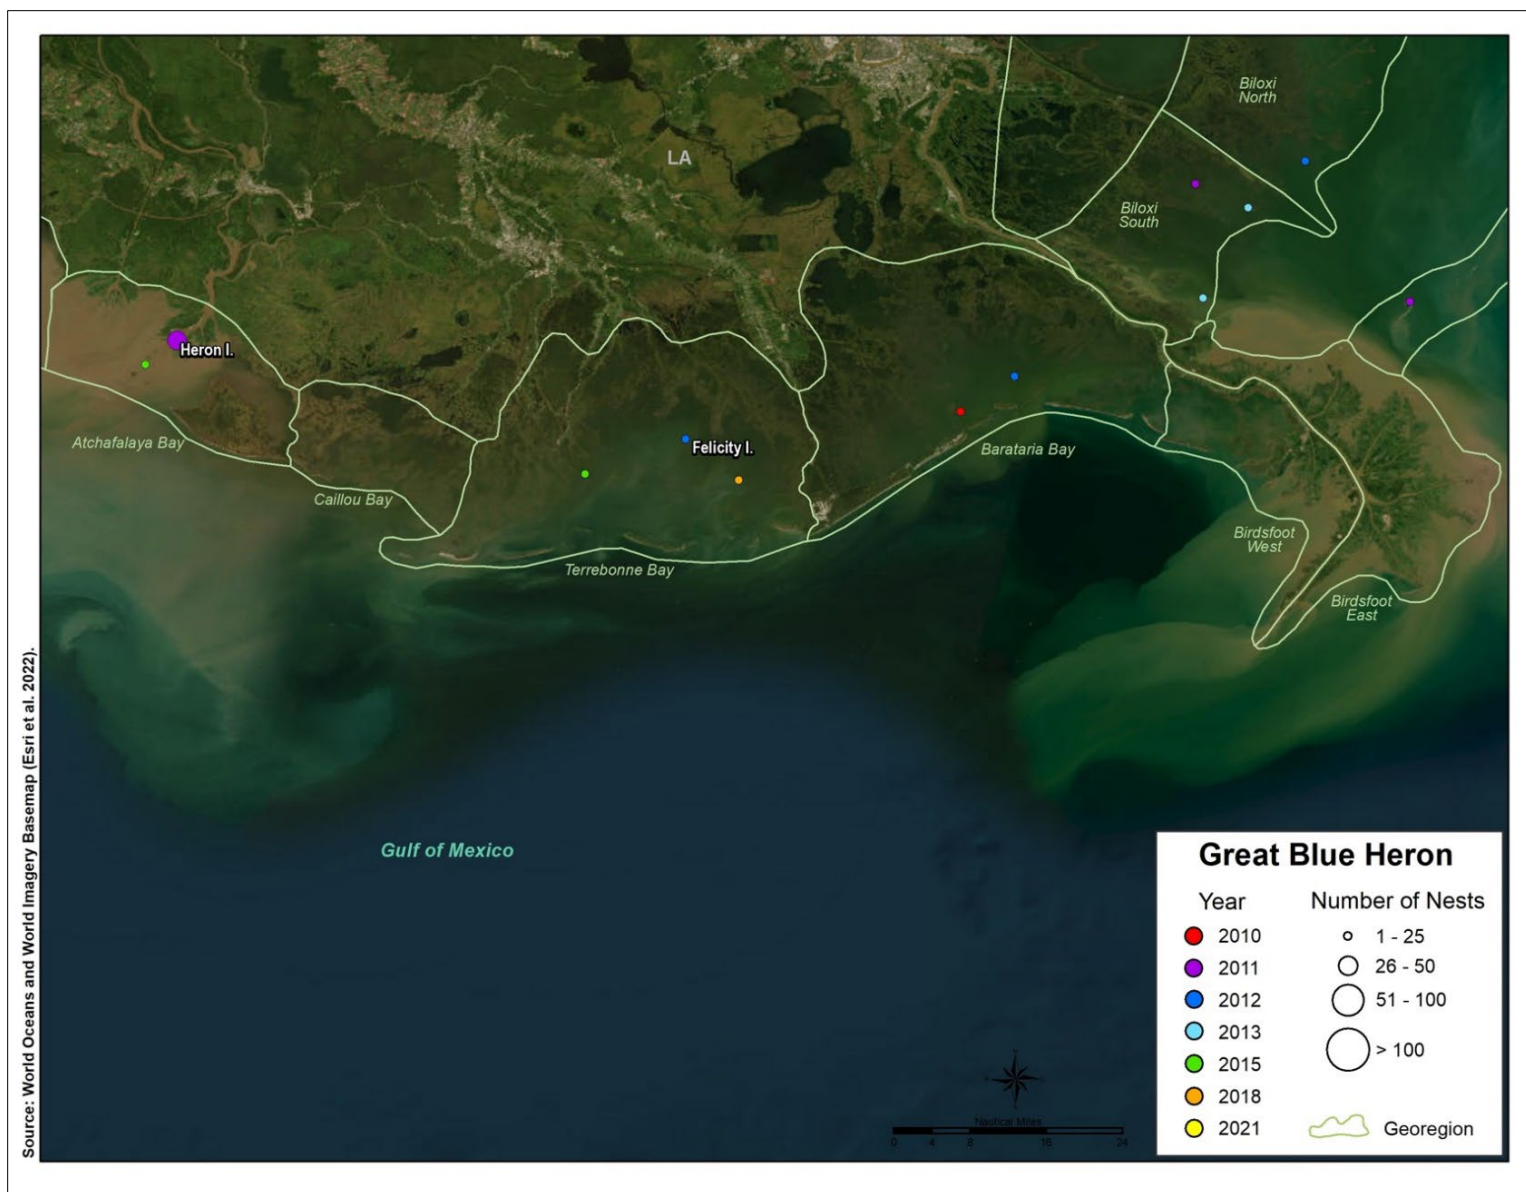 Biloxi
North
LA
Biloxi
South
Heron I.
Atchafalaya Bay
Felicity I.
Barataria Bay
Caillou Bay
Birdsfoot
West
Terrebonne Bay
Birdsfoot
East
Gulf of Mexico
Source: World Oceans and World Imagery Basemap (Esri et al. 2022).
Nautical Miles
0 4 8 16 24
Great Blue Heron
Year
2010
2011
2012
2013
2015
2018
2021
Number of Nests
1 - 25
26 - 50
51 - 100
> 100
Georegion